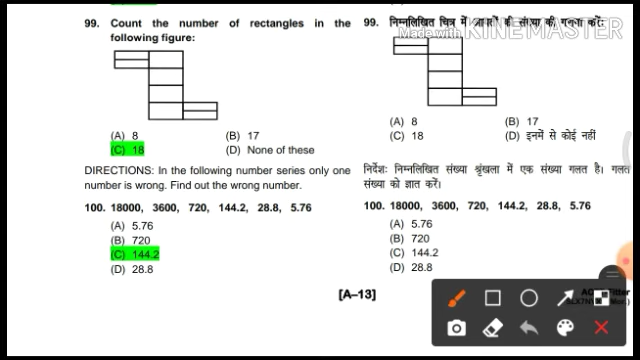 99. Count the number of rectangles in the following figure:
(A) 8 (B) 17
(C) 18 (D) None of these
DIRECTIONS: In the following number series only one
number is wrong. Find out the wrong number.
100. 18000, 3600, 720, 144.2, 28.8, 5.76
(A) 5.76
(B) 720
(C) 144.2
(D) 28.8
99. निम्नलिखित चित्र में आयतों की संख्या की गणना करें:
Made with KINEMASTER
(A) 8 (B) 17
(C) 18 (D) इनमें से कोई नहीं
निर्देशः निम्नलिखित संख्या श्रृंखला में एक संख्या गलत है। गलत
संख्या को ज्ञात करें।
100. 18000, 3600, 720, 144.2, 28.8, 5.76
(A) 5.76
(B) 720
(C) 144.2
(D) 28.8
[A–13]